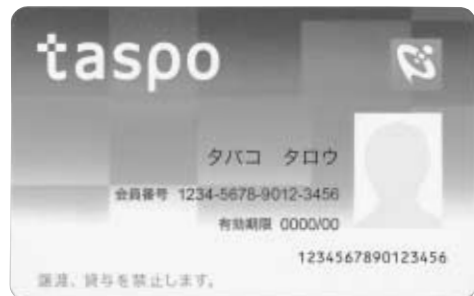 taspo
タバコ　タロウ
会員番号 1234-5678-9012-3456
有効期限 0000/00
1234567890123456
譲渡、貸与を禁止します。